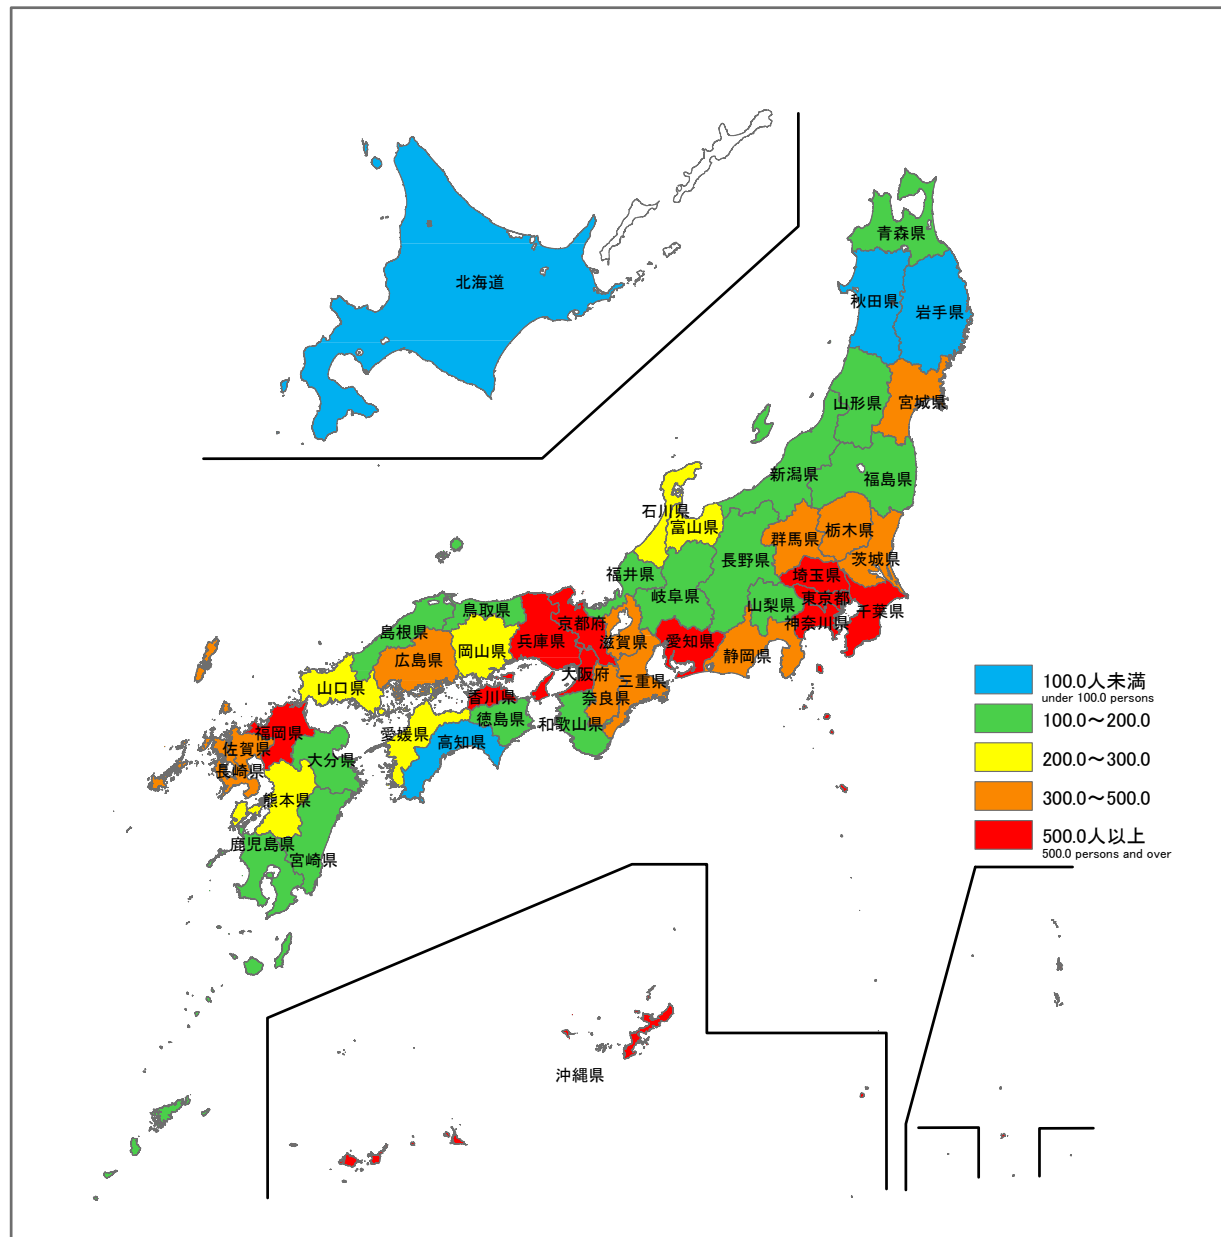 青森県
北海道
秋田県
岩手県
山形県
宮城県
新潟県
福島県
石川県
富山県
群馬県
栃木県
長野県
茨城県
福井県
埼玉県
岐阜県
山梨県
東京都
千葉県
鳥取県
京都府
神奈川県
島根県
兵庫県
滋賀県
愛知県
岡山県
静岡県
広島県
大阪府
三重県
山口県
香川県
奈良県
徳島県
和歌山県
福岡県
愛媛県
高知県
佐賀県
大分県
長崎県
熊本県
鹿児島県
宮崎県
沖縄県
100.0人未満
under 100.0 persons
100.0～200.0
200.0～300.0
300.0～500.0
500.0人以上
500.0 persons and over